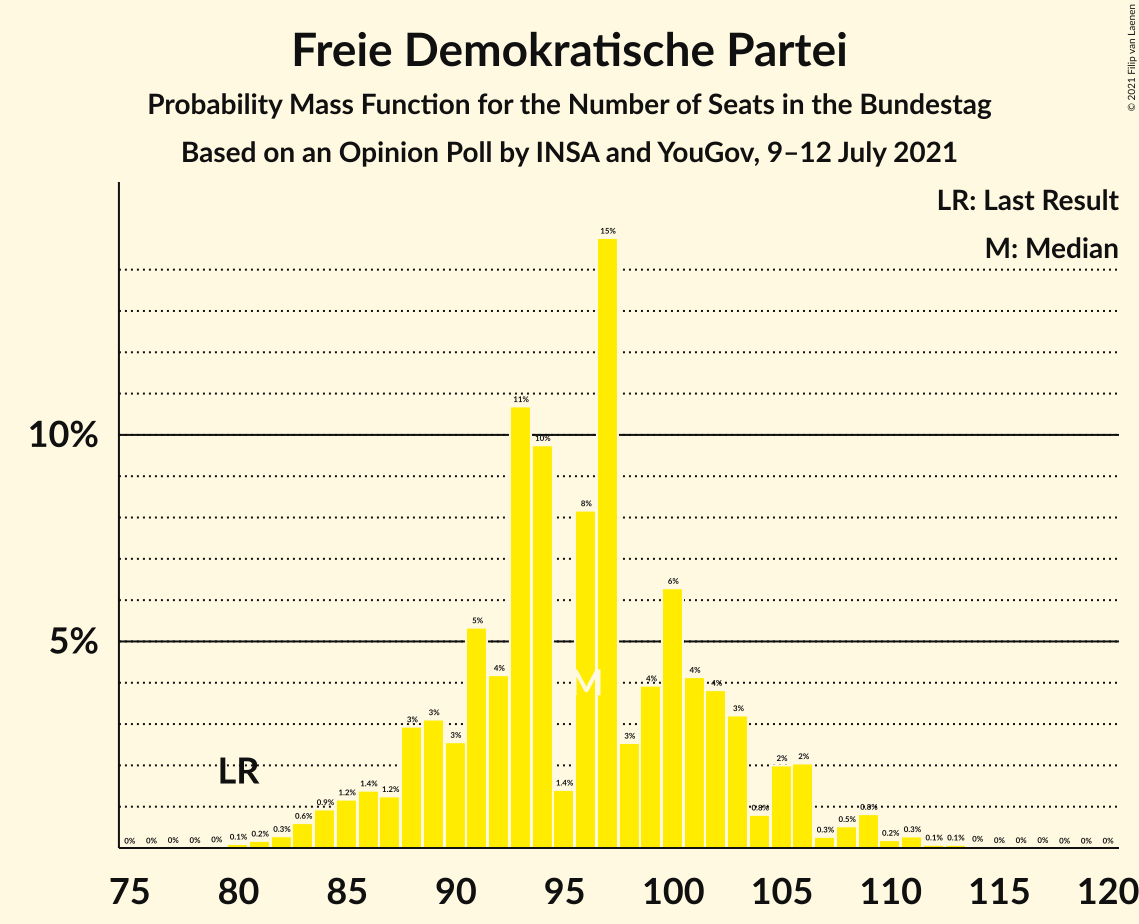 © 2021 Filip van Laenen
Freie Demokratische Partei
Probability Mass Function for the Number of Seats in the Bundestag
Based on an Opinion Poll by INSA and YouGov, 9–12 July 2021
LR: Last Result
M: Median
10%
5%
LR
M
0% 0% 0% 0% 0% 0.1% 0.2% 0.3% 0.6% 0.9% 1.2% 1.4% 1.2% 3% 3% 3% 5% 4% 11% 10% 1.4% 8% 15% 3% 4% 6% 4% 4% 3% 0.8% 2% 2% 0.3% 0.5% 0.8% 0.2% 0.3% 0.1% 0.1% 0% 0% 0% 0% 0% 0% 0%
75 80 85 90 95 100 105 110 115 120